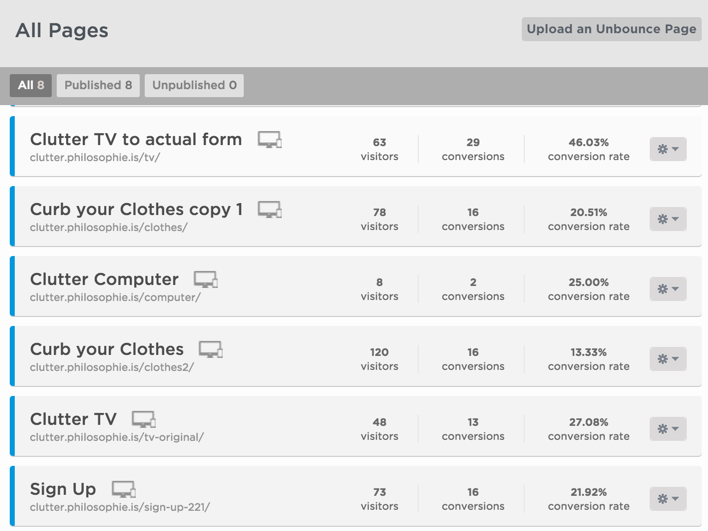 All Pages
Upload an Unbounce Page
All 8
Published 8
Unpublished 0
Clutter TV to actual form
clutter.philosophie.is/tv/
63 visitors
29 conversions
46.03% conversion rate
Curb your Clothes copy 1
clutter.philosophie.is/clothes/
78 visitors
16 conversions
20.51% conversion rate
Clutter Computer
clutter.philosophie.is/computer/
8 visitors
2 conversions
25.00% conversion rate
Curb your Clothes
clutter.philosophie.is/clothes2/
120 visitors
16 conversions
13.33% conversion rate
Clutter TV
clutter.philosophie.is/tv-original/
48 visitors
13 conversions
27.08% conversion rate
Sign Up
clutter.philosophie.is/sign-up-221/
73 visitors
16 conversions
21.92% conversion rate